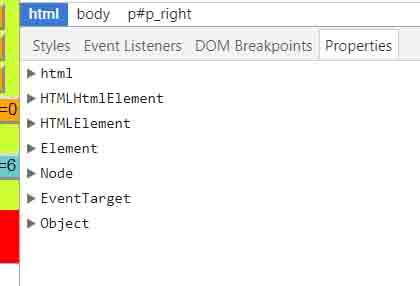 html body p#p_right
Styles Event Listeners DOM Breakpoints Properties
html
HTMLHtmlElement
=0
HTMLElement
Element
=6
Node
EventTarget
Object